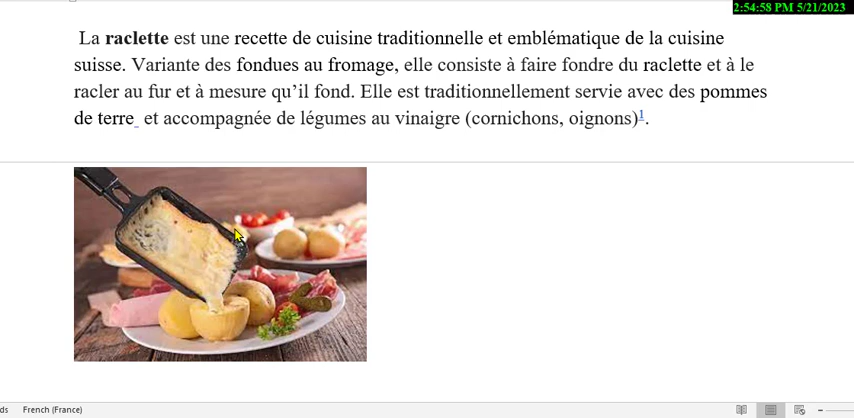 2:54:58 PM 5/21/2023
La raclette est une recette de cuisine traditionnelle et emblématique de la cuisine
suisse. Variante des fondues au fromage, elle consiste à faire fondre du raclette et à le
racler au fur et à mesure qu’il fond. Elle est traditionnellement servie avec des pommes
de terre et accompagnée de légumes au vinaigre (cornichons, oignons)1.
ds French (France)